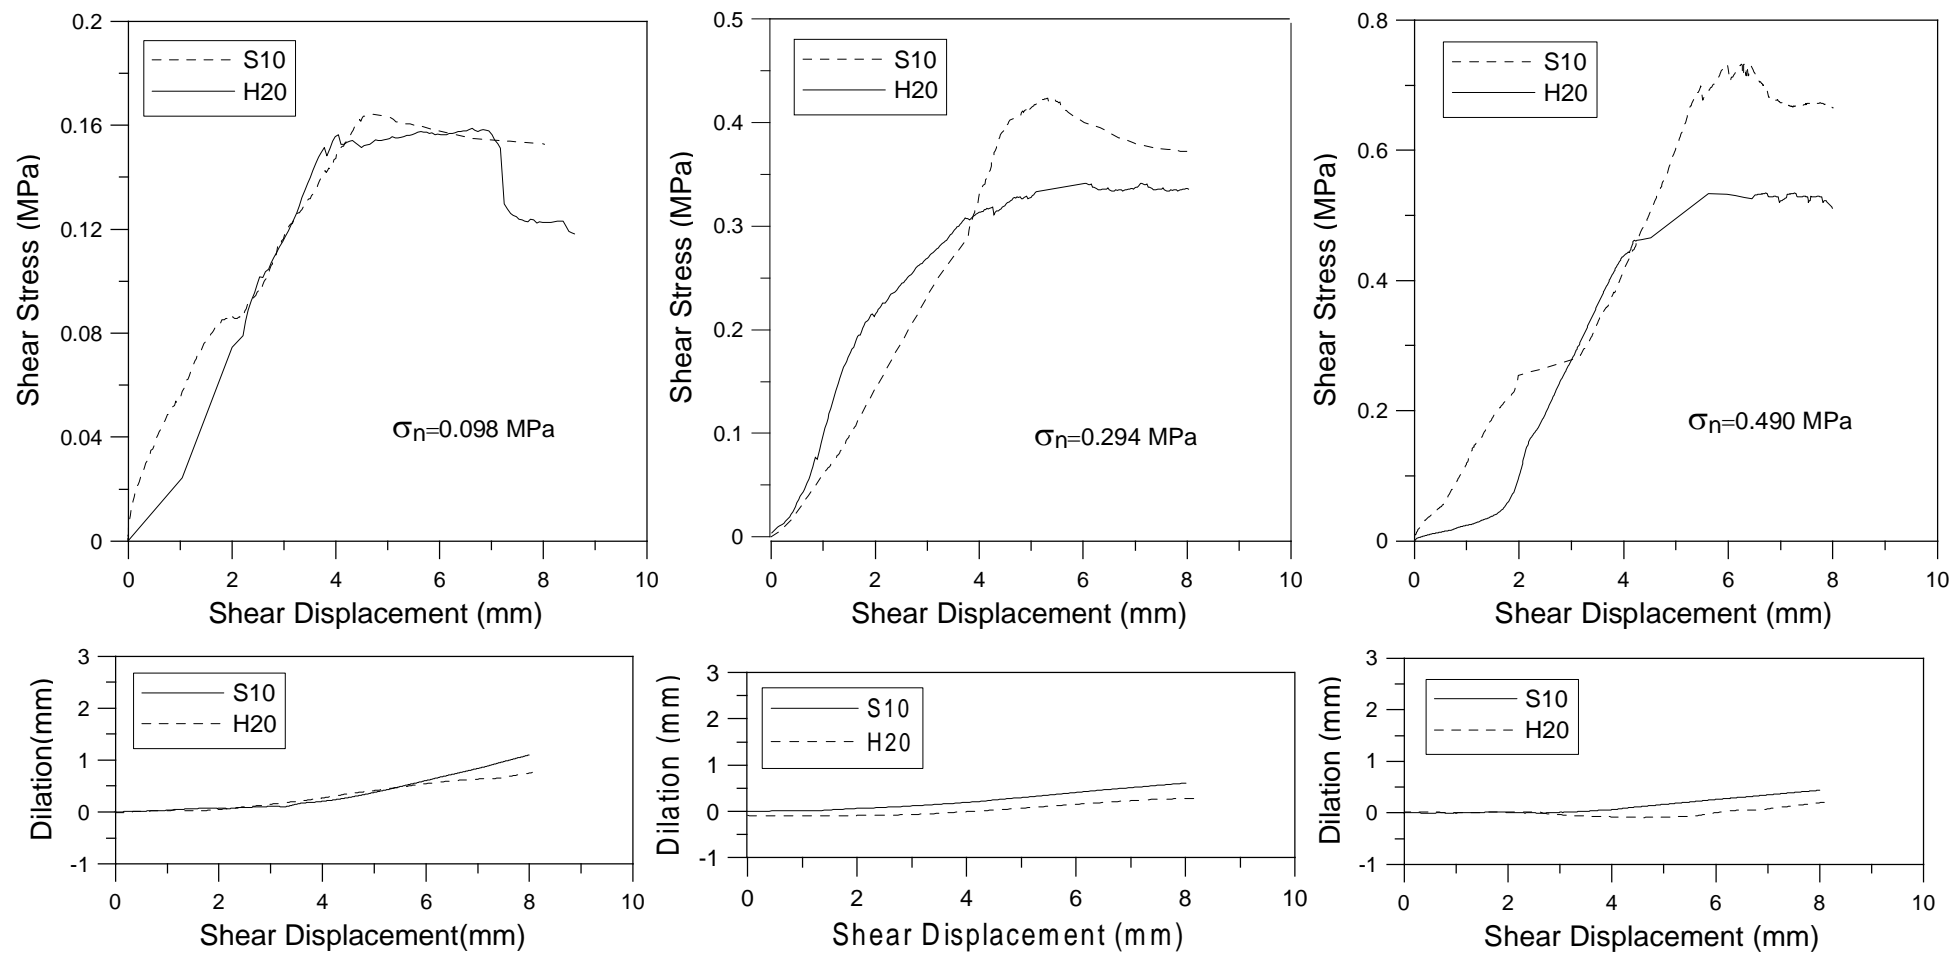 0.2
0.16
0.12
0.08
0.04
0
Shear Stress (MPa)
S10
H20
σn=0.098 MPa
0 2 4 6 8 10
Shear Displacement (mm)
0.5
0.4
0.3
0.2
0.1
0
Shear Stress (MPa)
S10
H20
σn=0.294 MPa
0 2 4 6 8 10
Shear Displacement (mm)
0.8
0.6
0.4
0.2
0
Shear Stress (MPa)
S10
H20
σn=0.490 MPa
0 2 4 6 8 10
Shear Displacement (mm)
3
2
1
0
-1
Dilation(mm)
S10
H20
0 2 4 6 8 10
Shear Displacement(mm)
3
2
1
0
-1
Dilation (mm)
S10
H20
0 2 4 6 8 10
Shear Displacement (mm)
3
2
1
0
-1
Dilation (mm)
S10
H20
0 2 4 6 8 10
Shear Displacement (mm)